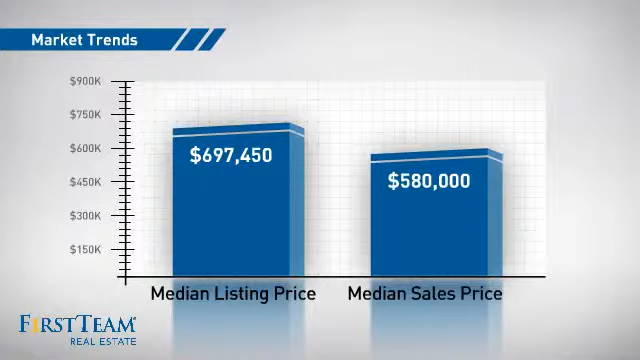 Market Trends
$900K
$750K
$600K
$450K
$300K
$150K
$697,450
$580,000
Median Listing Price
Median Sales Price
FIRSTTEAM®
REAL ESTATE